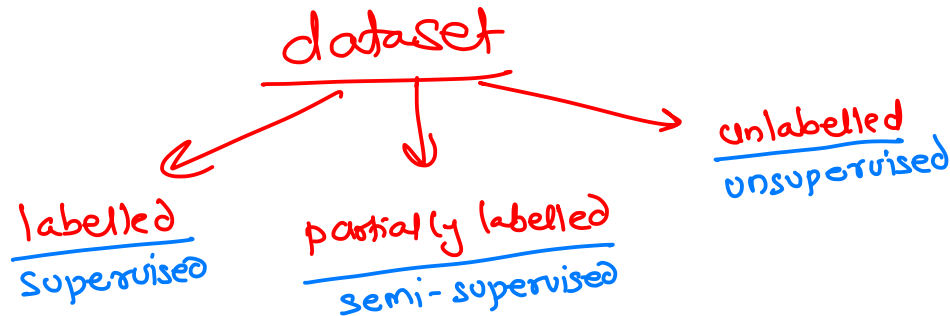 dataset
labelled
supervised
partially labelled
semi-supervised
unlabelled
unsupervised